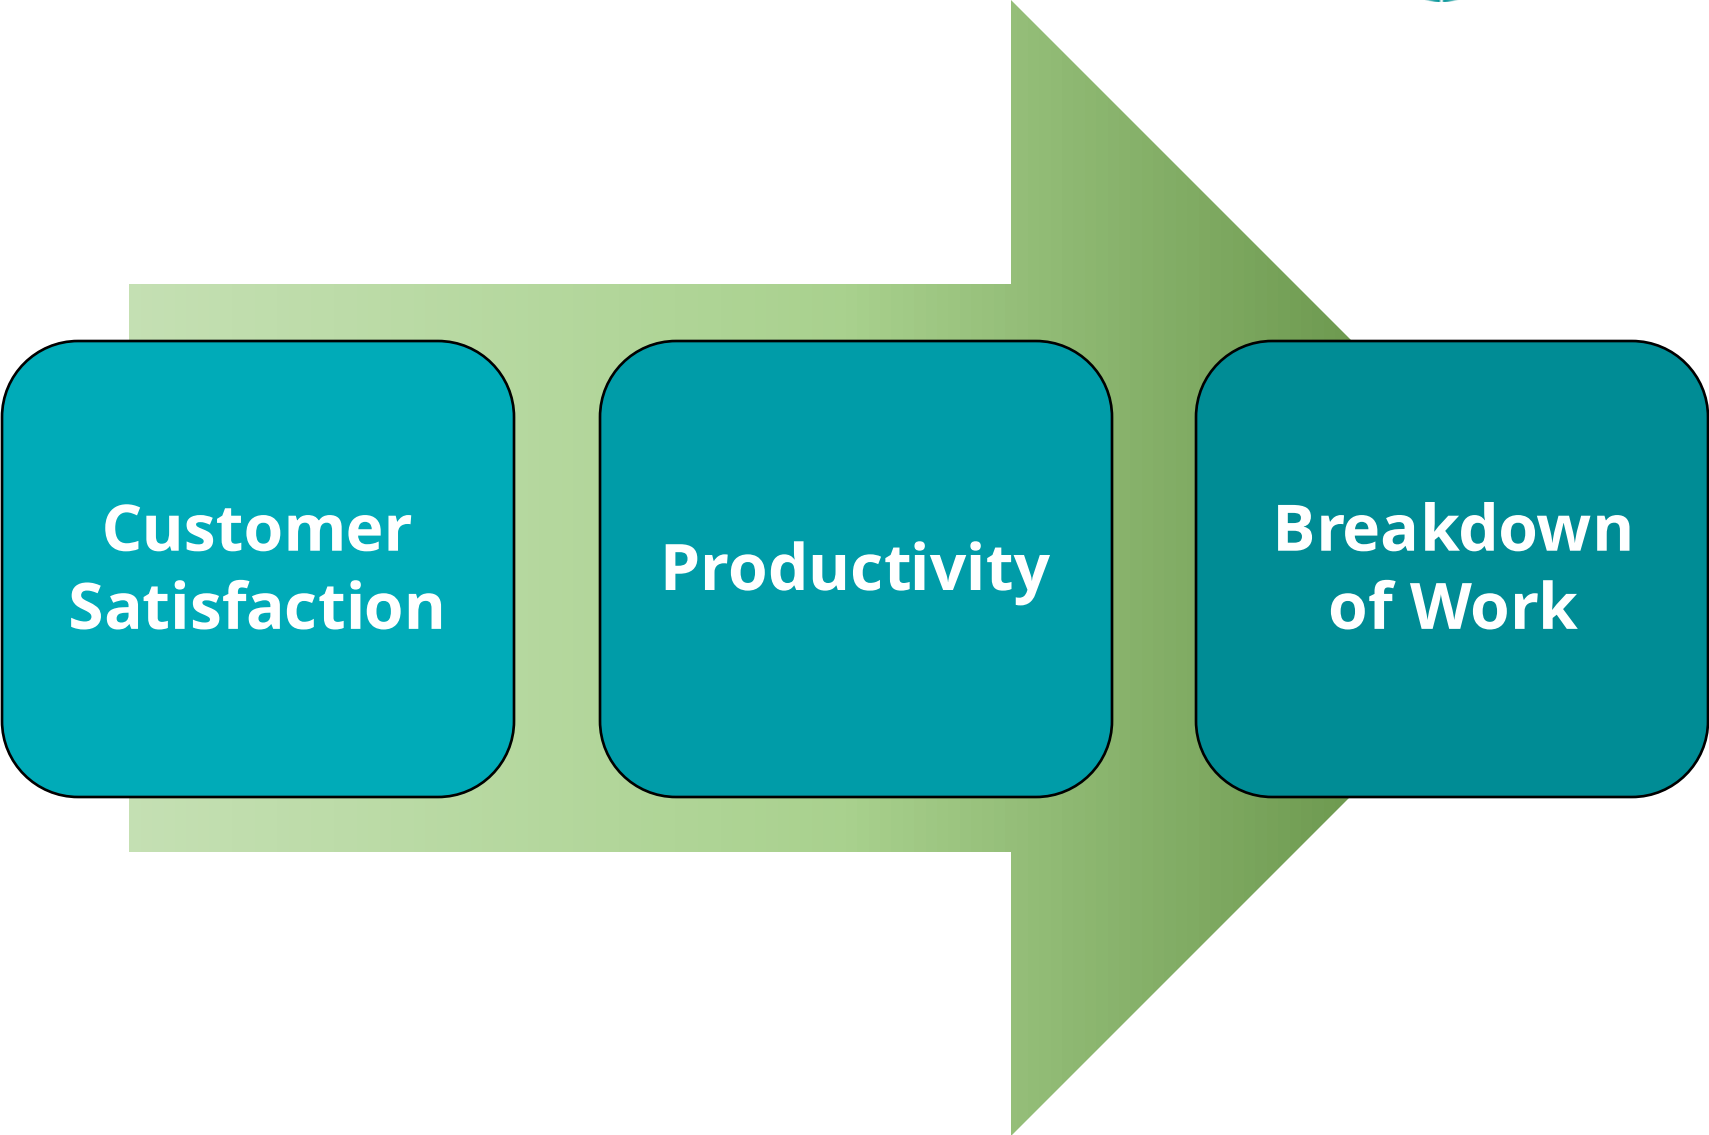 Customer
Satisfaction
Productivity
Breakdown
of Work